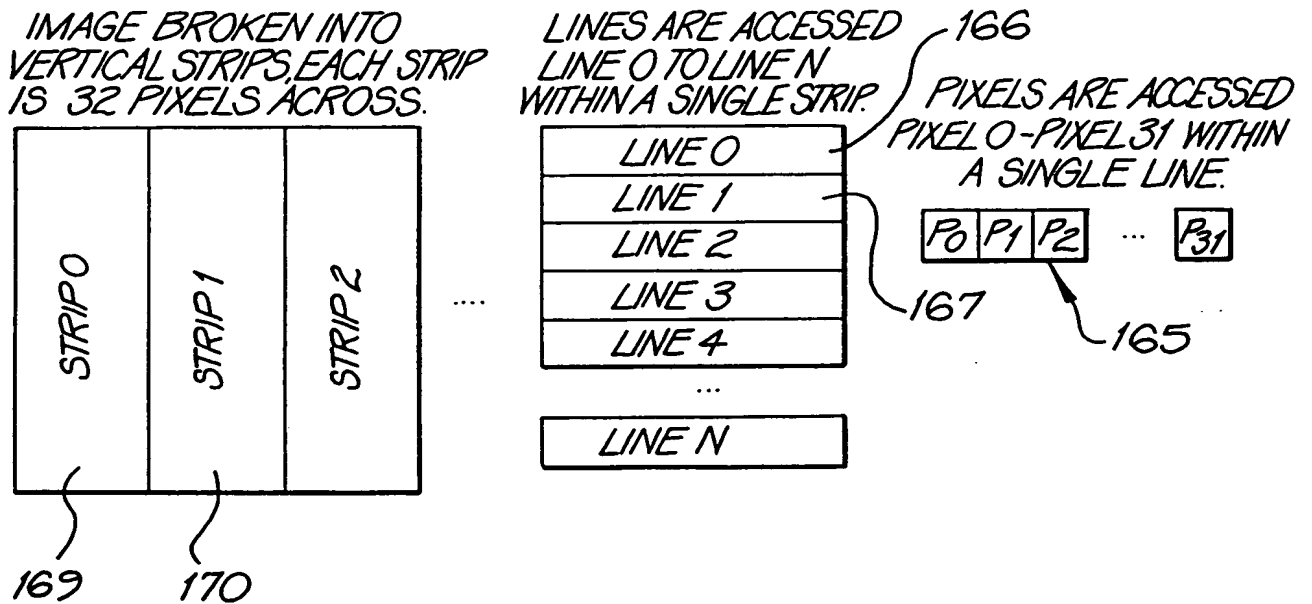 IMAGE BROKEN INTO
VERTICAL STRIPS, EACH STRIP
IS 32 PIXELS ACROSS.
STRIP 0
STRIP 1
STRIP 2
....
169
170
LINES ARE ACCESSED
LINE 0 TO LINE N
WITHIN A SINGLE STRIP.
166
LINE 0
LINE 1
LINE 2
LINE 3
LINE 4
...
LINE N
167
PIXELS ARE ACCESSED
PIXEL 0-PIXEL 31 WITHIN
A SINGLE LINE.
P0 P1 P2 ... P31
165